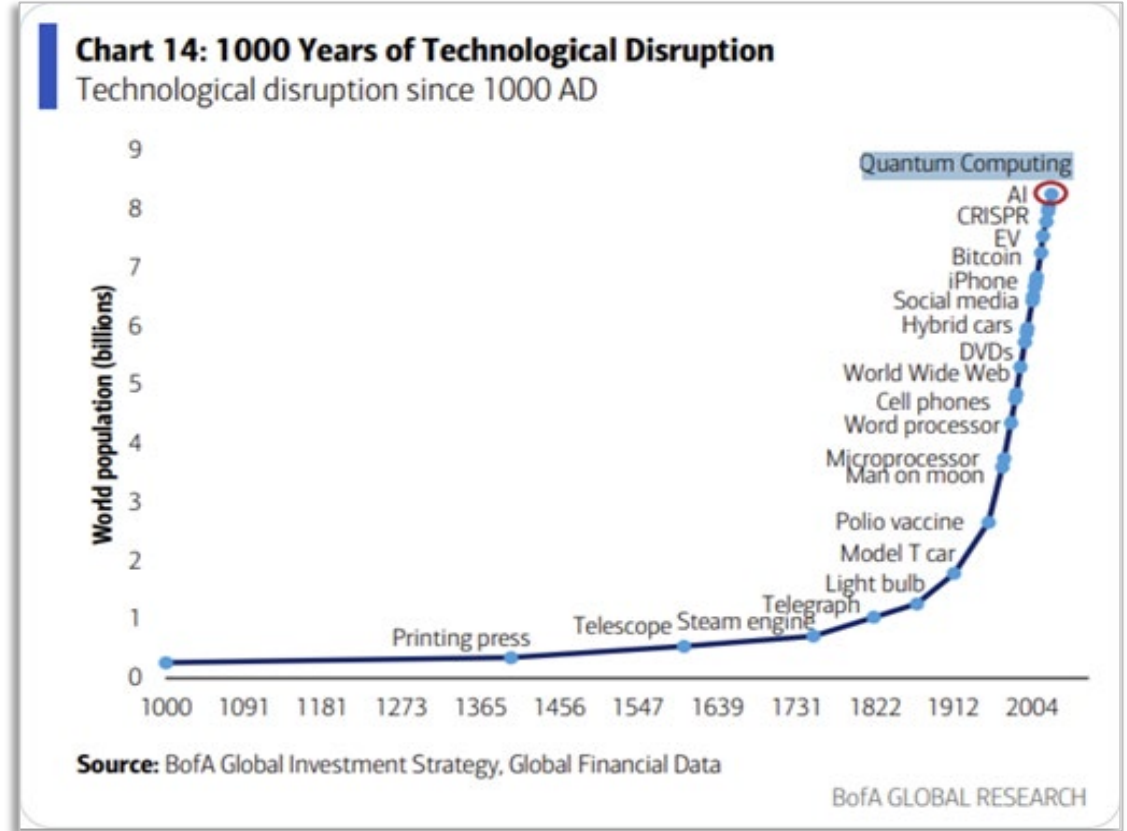 Chart 14: 1000 Years of Technological Disruption
Technological disruption since 1000 AD
World population (billions)
9
8
7
6
5
4
3
2
1
0
Quantum Computing
AI
CRISPR
EV
Bitcoin
iPhone
Social media
Hybrid cars
DVDs
World Wide Web
Cell phones
Word processor
Microprocessor
Man on moon
Polio vaccine
Model T car
Light bulb
Telegraph
Steam engine
Telescope
Printing press
1000 1091 1181 1273 1365 1456 1547 1639 1731 1822 1912 2004
Source: BofA Global Investment Strategy, Global Financial Data
BofA GLOBAL RESEARCH